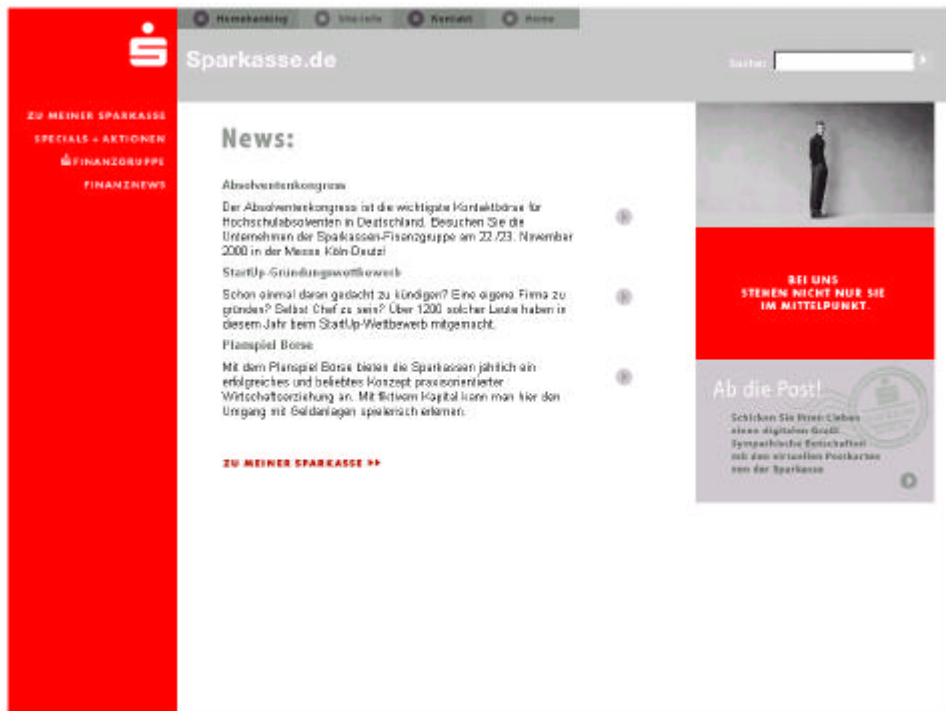 Homebanking Site Info Kontakt Home
Sparkasse.de
Suche:
ZU MEINER SPARKASSE
SPECIALS + AKTIONEN
FINANZGRUPPE
FINANZNEWS
News:
Absolventenkongress
Der Absolventenkongress ist die wichtigste Kontaktbörse für
Hochschulabsolventen in Deutschland. Besuchen Sie die
Unternehmen der Sparkassen-Finanzgruppe am 22./23. November
2000 in der Messe Köln-Deutz!
StartUp-Gründungswettbewerb
Schon einmal daran gedacht zu kündigen? Eine eigene Firma zu
gründen? Selbst Chef zu sein? Über 1200 solcher Leute haben in
diesem Jahr beim StartUp-Wettbewerb mitgemacht.
Planspiel Börse
Mit dem Planspiel Börse bieten die Sparkassen jährlich ein
erfolgreiches und beliebtes Konzept praxisorientierter
Wirtschaftserziehung an. Mit fiktivem Kapital kann man hier den
Umgang mit Geldanlagen spielerisch erlernen.
ZU MEINER SPARKASSE
BEI UNS
STEHEN NICHT NUR SIE
IM MITTELPUNKT.
Ab die Post!
Schicken Sie Ihren Lieben
einen digitalen Gruß!
Sympathische Botschaften
mit den virtuellen Postkarten
von der Sparkasse